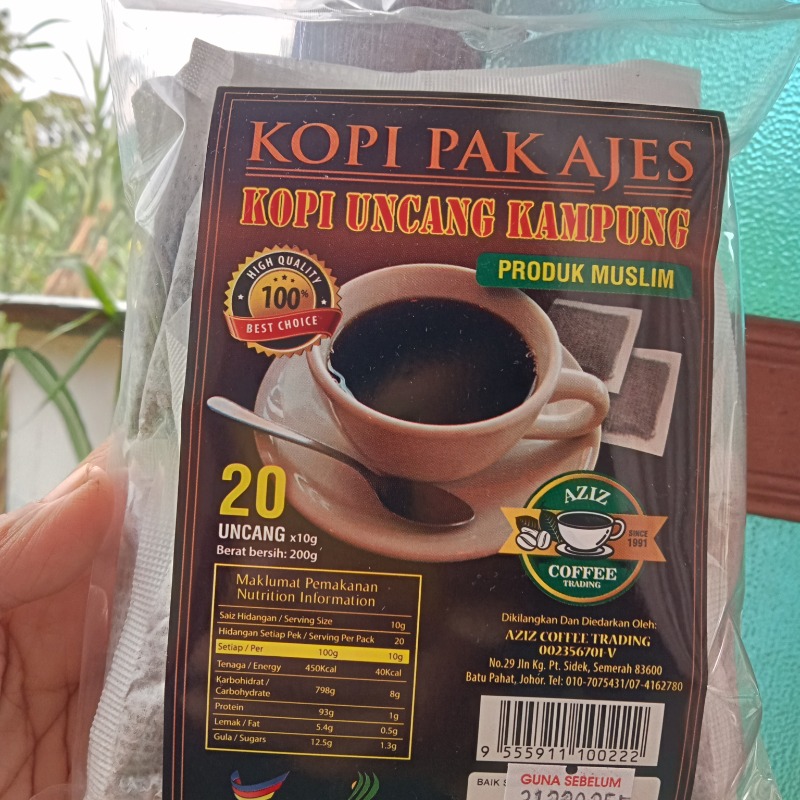 KOPI PAK AJES
KOPI UNCANG KAMPUNG
PRODUK MUSLIM
HIGH QUALITY
100%
BEST CHOICE
20
UNCANG x10g
Berat bersih: 200g
AZIZ
SINCE
1991
COFFEE
TRADING
Maklumat Pemakanan
Nutrition Information
Saiz Hidangan / Serving Size 10g
Hidangan Setiap Pek / Serving Per Pack 20
Setiap / Per 100g 10g
Tenaga / Energy 450Kcal 40Kcal
Karbohidrat /
Carbohydrate 798g 8g
Protein 93g 1g
Lemak / Fat 5.4g 0.5g
Gula / Sugars 12.5g 1.3g
Dikilangkan Dan Diedarkan Oleh:
AZIZ COFFEE TRADING
002356701-V
No.29 Jln Kg. Pt. Sidek, Semerah 83600
Batu Pahat, Johor. Tel: 010-7075431/07-4162780
9 555911 100222
BAIK
GUNA SEBELUM